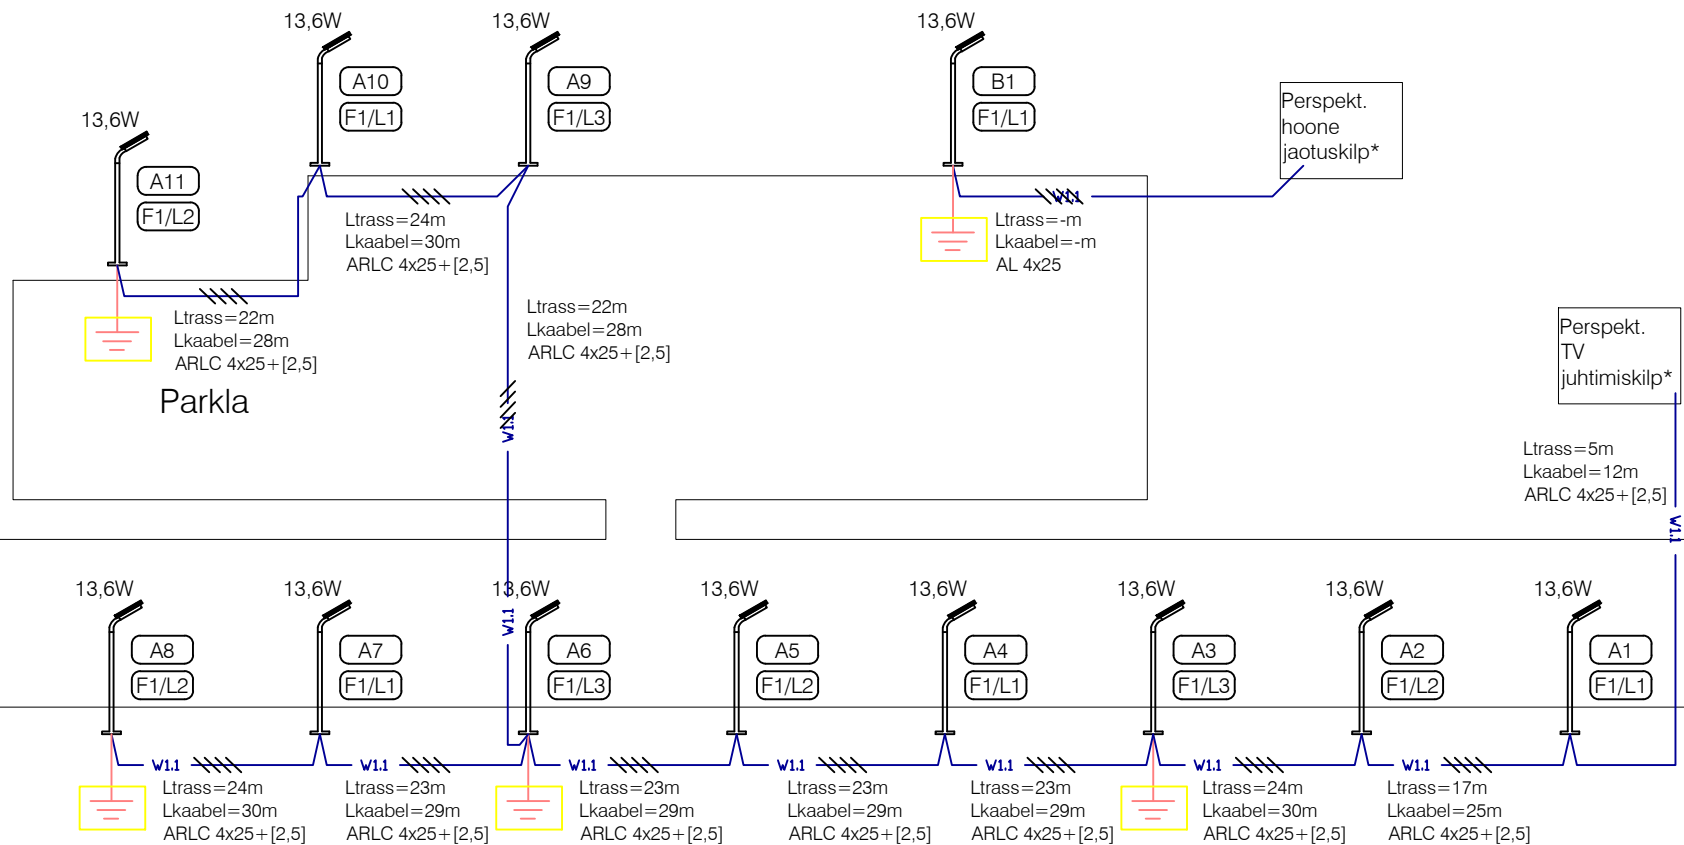 13,6W
13,6W
13,6W
A10
A9
B1
F1/L1
F1/L3
F1/L1
Perspekt.
hoone
jaotuskilp*
13,6W
A11
F1/L2
W1.1
Ltrass=24m
Lkaabel=30m
ARLC 4x25+[2,5]
Ltrass=-m
Lkaabel=-m
AL 4x25
Ltrass=22m
Lkaabel=28m
ARLC 4x25+[2,5]
Ltrass=22m
Lkaabel=28m
ARLC 4x25+[2,5]
Perspekt.
TV
juhtimiskilp*
Parkla
W1.1
Ltrass=5m
Lkaabel=12m
ARLC 4x25+[2,5]
W1.1
13,6W
13,6W
13,6W
13,6W
13,6W
13,6W
13,6W
13,6W
W1.1
A8
A7
A6
A5
A4
A3
A2
A1
F1/L2
F1/L1
F1/L3
F1/L2
F1/L1
F1/L3
F1/L2
F1/L1
W1.1
W1.1
W1.1
W1.1
W1.1
W1.1
W1.1
Ltrass=24m
Lkaabel=30m
ARLC 4x25+[2,5]
Ltrass=23m
Lkaabel=29m
ARLC 4x25+[2,5]
Ltrass=23m
Lkaabel=29m
ARLC 4x25+[2,5]
Ltrass=23m
Lkaabel=29m
ARLC 4x25+[2,5]
Ltrass=23m
Lkaabel=29m
ARLC 4x25+[2,5]
Ltrass=24m
Lkaabel=30m
ARLC 4x25+[2,5]
Ltrass=17m
Lkaabel=25m
ARLC 4x25+[2,5]